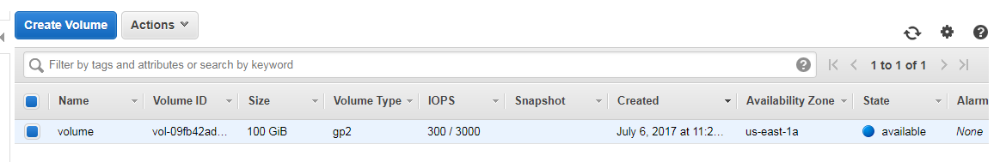 Create Volume Actions
Filter by tags and attributes or search by keyword 1 to 1 of 1
Name Volume ID Size Volume Type IOPS Snapshot Created Availability Zone State Alarm
volume vol-09fb42ad... 100 GiB gp2 300 / 3000 July 6, 2017 at 11:2... us-east-1a available None